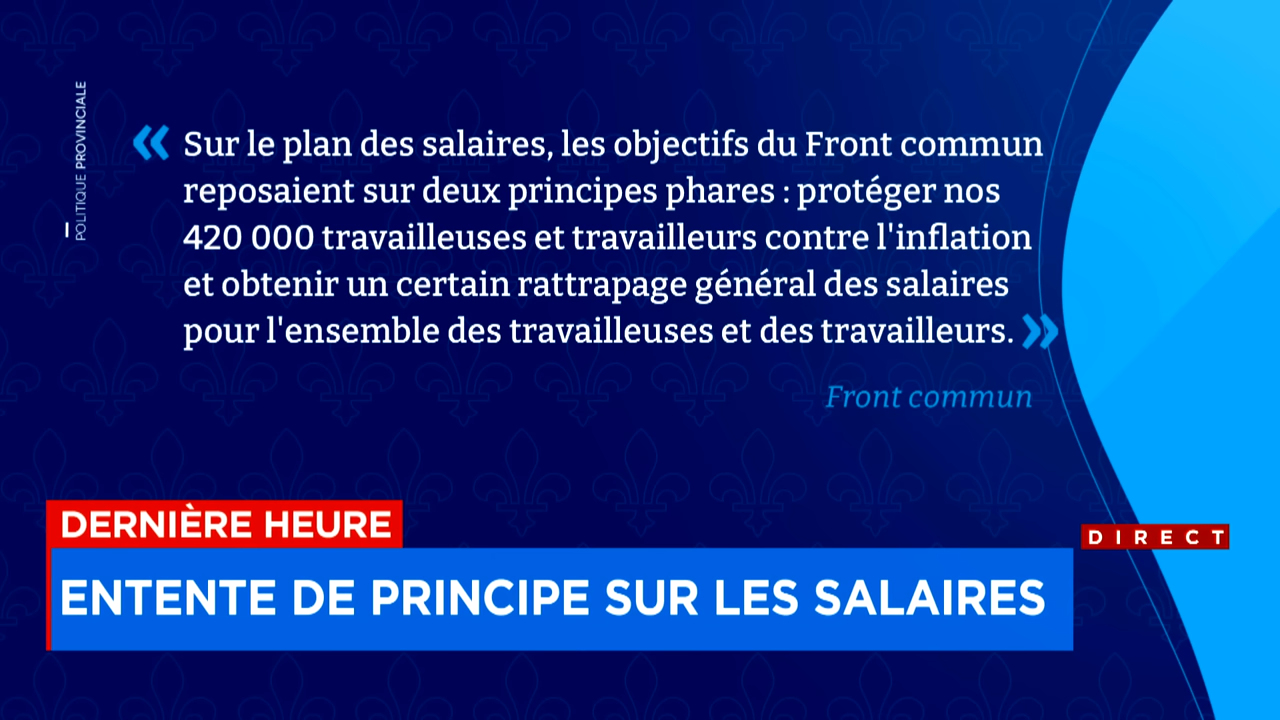 POLITIQUE PROVINCIALE
« Sur le plan des salaires, les objectifs du Front commun
reposaient sur deux principes phares : protéger nos
420 000 travailleuses et travailleurs contre l'inflation
et obtenir un certain rattrapage général des salaires
pour l'ensemble des travailleuses et des travailleurs. »
Front commun
DERNIÈRE HEURE
DIRECT
ENTENTE DE PRINCIPE SUR LES SALAIRES